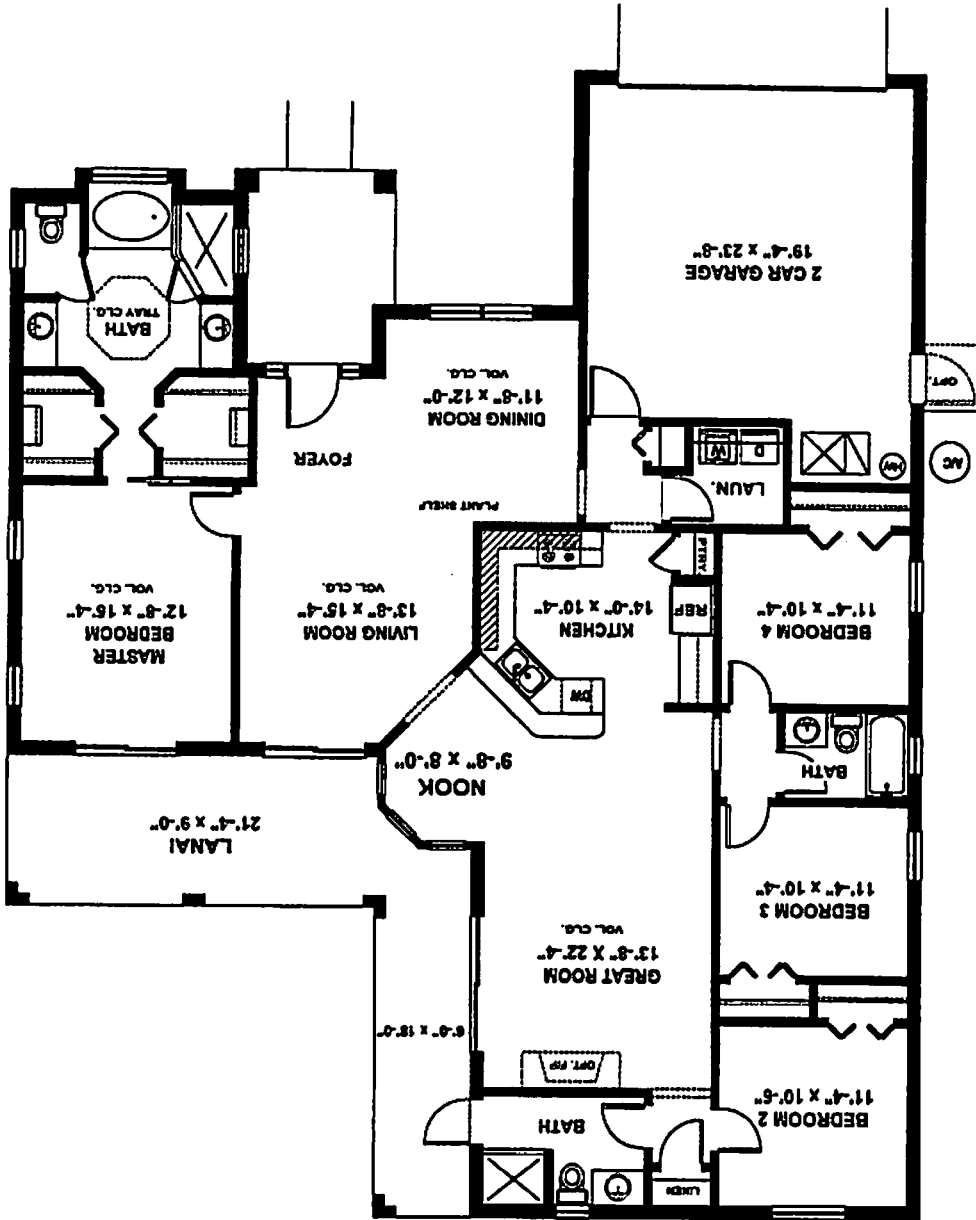 LINEN
BEDROOM 2
11'-4" x 10'-6"
BATH
OPT. F/P
6'-0" x 18'-0"
GREAT ROOM
13'-8" X 22'-4"
VOL. CLG.
BEDROOM 3
11'-4" x 10'-4"
LANAI
21'-4" x 9'-0"
NOOK
9'-8" x 8'-0"
BATH
DW
BEDROOM 4
11'-4" x 10'-4"
KITCHEN
14'-0" x 10'-4"
REF
PTRY.
LIVING ROOM
13'-8" x 15'-4"
VOL. CLG.
MASTER
BEDROOM
12'-8" x 16'-4"
VOL. CLG.
PLANT SHELF
LAUN.
D
W
HW
A/C
FOYER
DINING ROOM
11'-8" x 12'-0"
VOL. CLG.
OPT.
BATH
TRAY CLG.
2 CAR GARAGE
19'-4" x 23'-8"